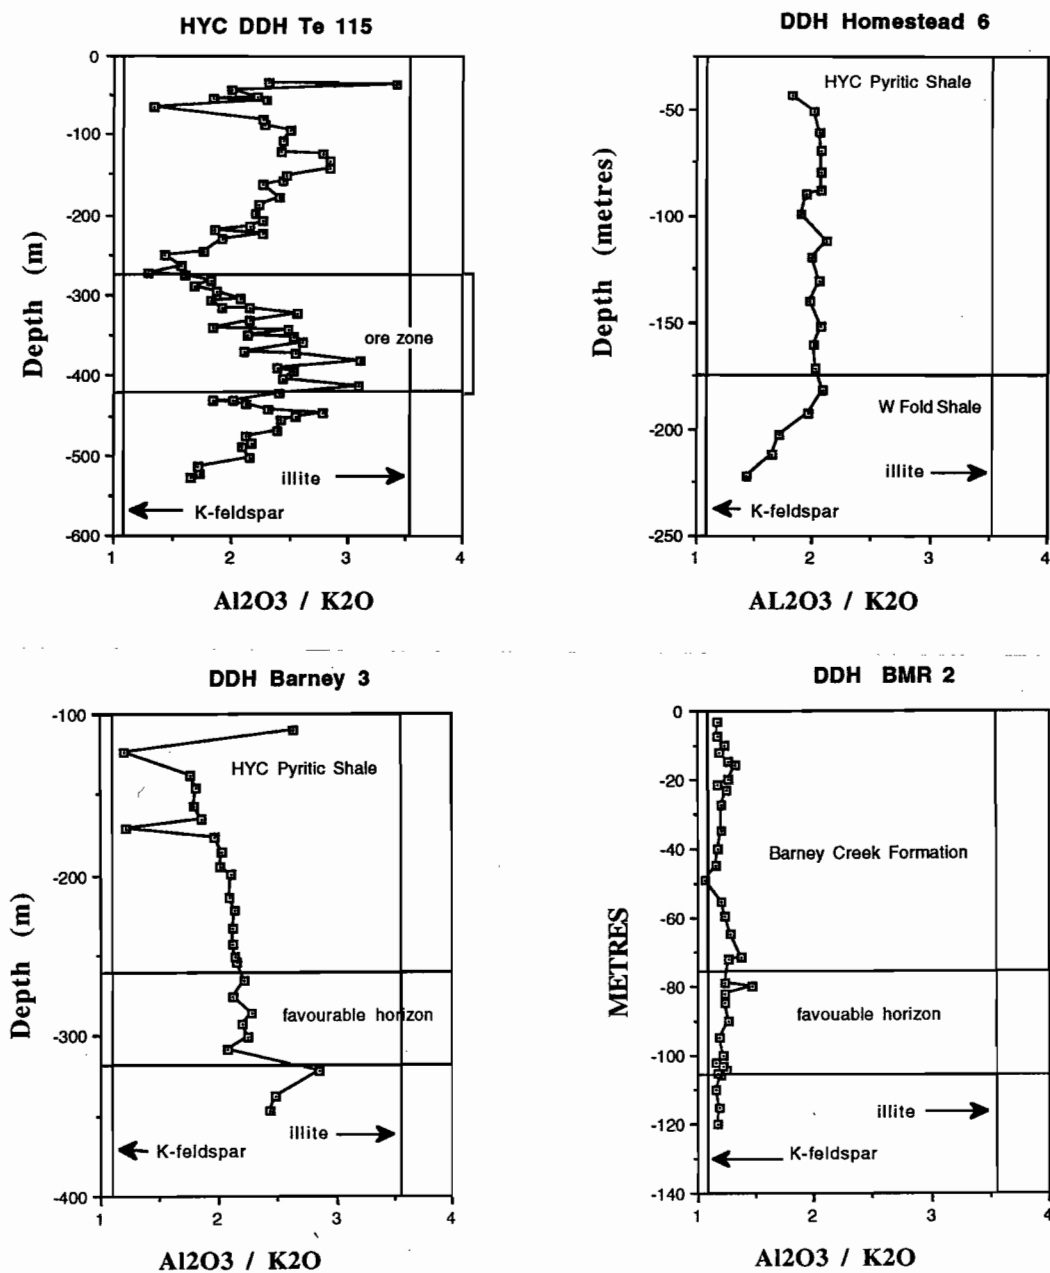 HYC DDH Te 115
0
-100
-200
-300
-400
-500
-600
Depth (m)
ore zone
illite
K-feldspar
1 2 3 4
Al2O3 / K2O
DDH Homestead 6
-50
-100
-150
-200
-250
Depth (metres)
HYC Pyritic Shale
W Fold Shale
illite
K-feldspar
1 2 3 4
AL2O3 / K2O
DDH Barney 3
-100
-200
-300
-400
Depth (m)
HYC Pyritic Shale
favourable horizon
illite
K-feldspar
1 2 3 4
Al2O3 / K2O
DDH BMR 2
0
-20
-40
-60
-80
-100
-120
-140
METRES
Barney Creek Formation
favouable horizon
illite
K-feldspar
1 2 3 4
Al2O3 / K2O